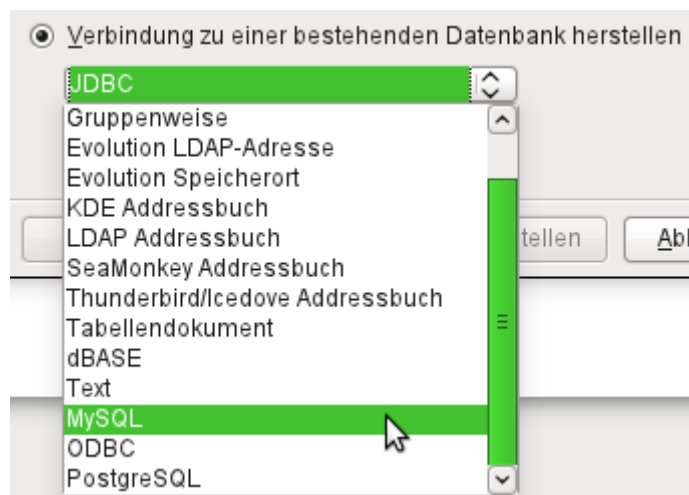 Verbindung zu einer bestehenden Datenbank herstellen
JDBC
Gruppenweise
Evolution LDAP-Adresse
Evolution Speicherort
KDE Addressbuch
LDAP Addressbuch
tellen
Abl
SeaMonkey Addressbuch
Thunderbird/Icedove Addressbuch
Tabellendokument
dBASE
Text
MySQL
ODBC
PostgreSQL